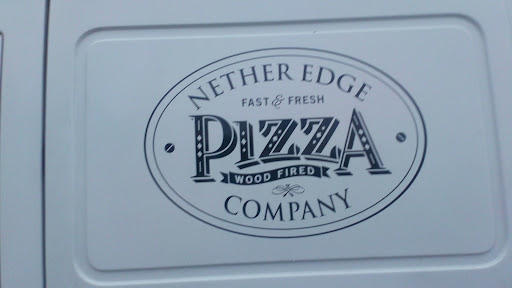 NETHER EDGE
FAST & FRESH
PIZZA
WOOD FIRED
COMPANY